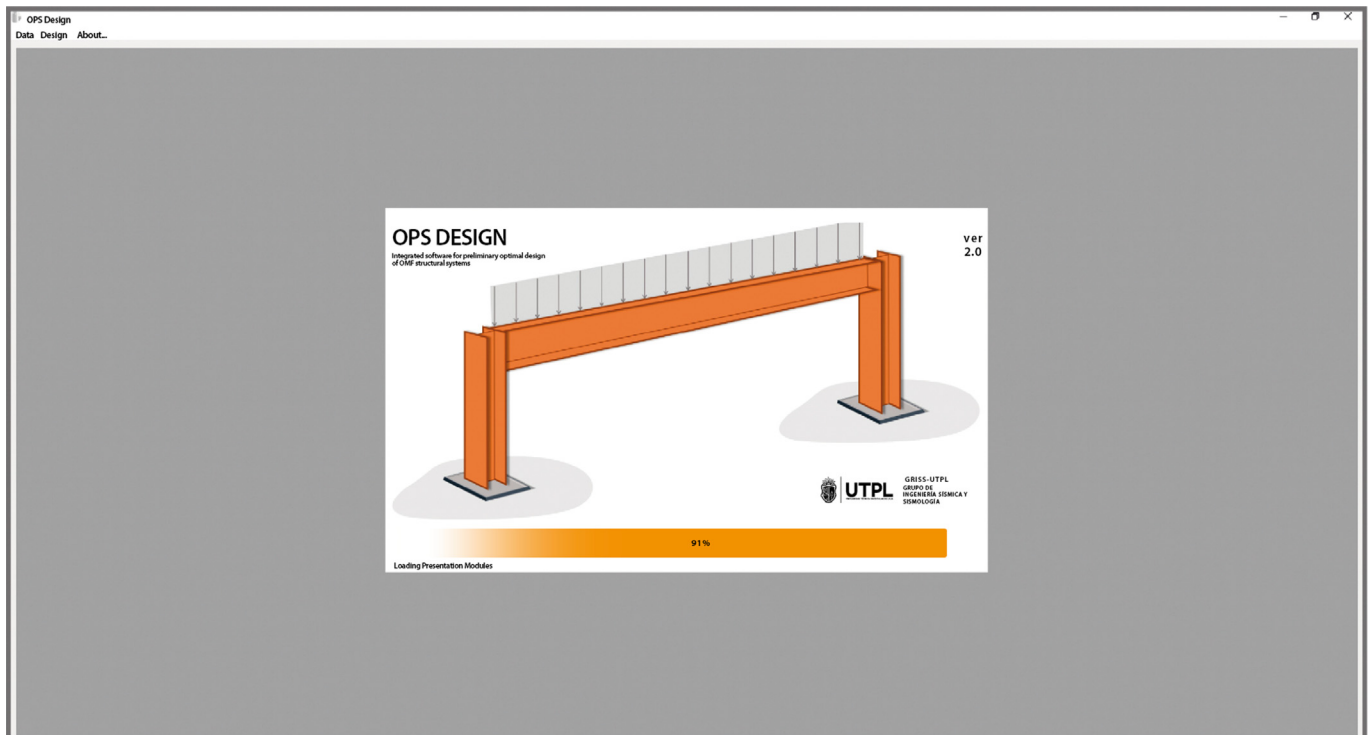 OPS Design
Data Design About...
OPS DESIGN
Integrated software for preliminary optimal design
of OMF structural systems
ver
2.0
UTPL
GRISS-UTPL
GRUPO DE
INGENIERÍA SÍSMICA Y
SISMOLOGÍA
91%
Loading Presentation Modules